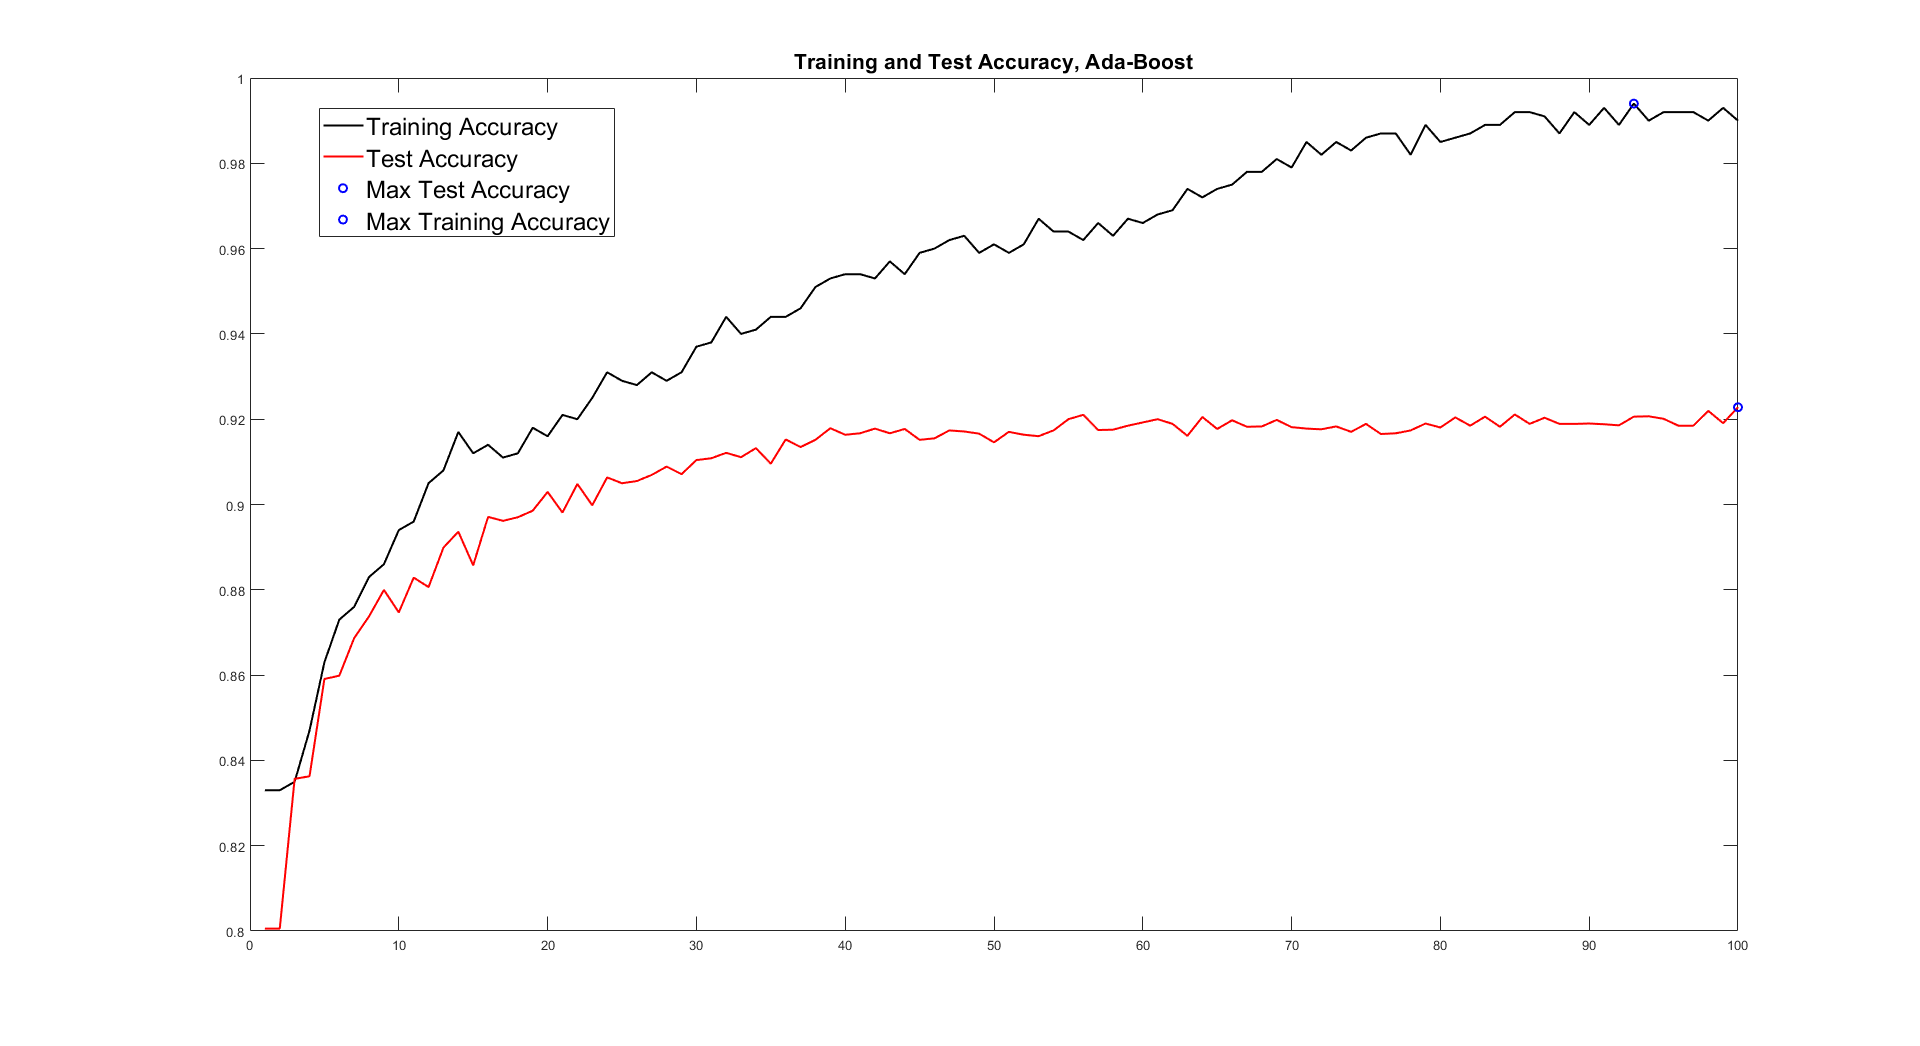 Training and Test Accuracy, Ada-Boost
1
Training Accuracy
Test Accuracy
Max Test Accuracy
Max Training Accuracy
0.98
0.96
0.94
0.92
0.9
0.88
0.86
0.84
0.82
0.8
0 10 20 30 40 50 60 70 80 90 100